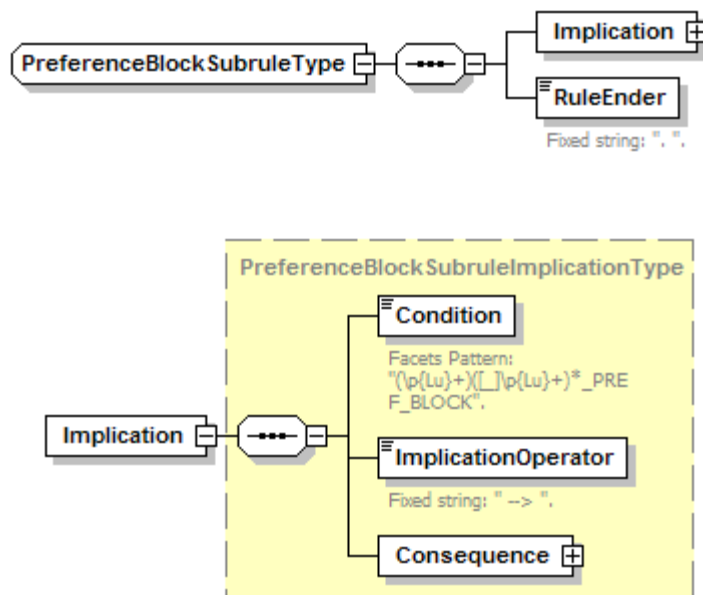 PreferenceBlockSubruleType
Implication
RuleEnder
Fixed string: ". ".
PreferenceBlockSubruleImplicationType
Condition
Facets Pattern:
"(\p{Lu}+)([_]\p{Lu}+)*_PRE
F_BLOCK".
Implication
ImplicationOperator
Fixed string: " --> ".
Consequence